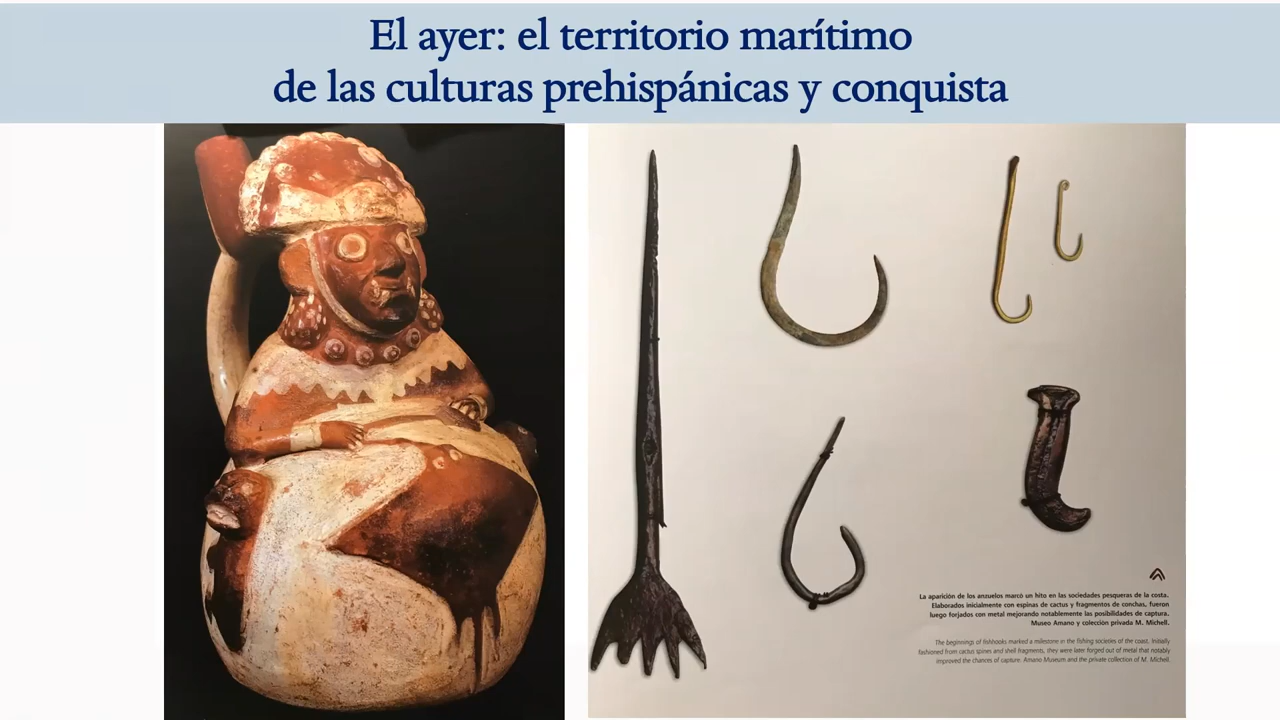 El ayer: el territorio marítimo
de las culturas prehispánicas y conquista
La aparición de los anzuelos marcó un hito en las sociedades pesqueras de la costa.
Elaborados inicialmente con espinas de cactus y fragmentos de conchas, fueron
luego forjados con metal mejorando notablemente las posibilidades de captura.
Museo Amano y colección privada M. Michell.
The beginnings of fishhooks marked a milestone in the fishing societies of the coast. Initially
fashioned from cactus spines and shell fragments, they were later forged out of metal that notably
improved the chances of capture. Amano Museum and the private collection of M. Michell.